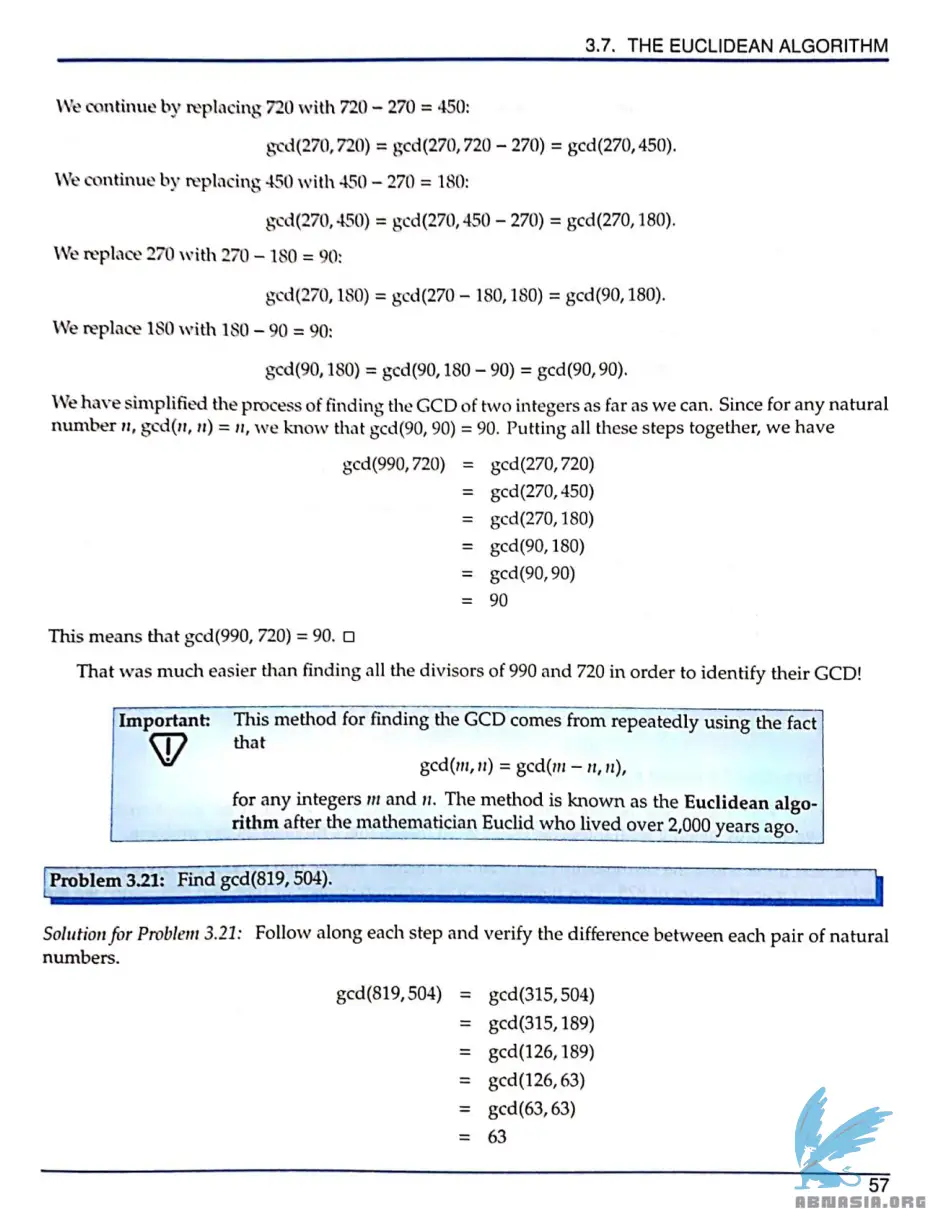 3.7. THE EUCLIDEAN ALGORITHM
We continue by replacing 720 with 720 − 270 = 450:
gcd(270, 720) = gcd(270, 720 − 270) = gcd(270, 450).
We continue by replacing 450 with 450 − 270 = 180:
gcd(270, 450) = gcd(270, 450 − 270) = gcd(270, 180).
We replace 270 with 270 − 180 = 90:
gcd(270, 180) = gcd(270 − 180, 180) = gcd(90, 180).
We replace 180 with 180 − 90 = 90:
gcd(90, 180) = gcd(90, 180 − 90) = gcd(90, 90).
We have simplified the process of finding the GCD of two integers as far as we can. Since for any natural
number n, gcd(n, n) = n, we know that gcd(90, 90) = 90. Putting all these steps together, we have
gcd(990, 720) = gcd(270, 720)
= gcd(270, 450)
= gcd(270, 180)
= gcd(90, 180)
= gcd(90, 90)
= 90
This means that gcd(990, 720) = 90. □
That was much easier than finding all the divisors of 990 and 720 in order to identify their GCD!
Important: This method for finding the GCD comes from repeatedly using the fact
that
gcd(m, n) = gcd(m − n, n),
for any integers m and n. The method is known as the Euclidean algo-
rithm after the mathematician Euclid who lived over 2,000 years ago.
Problem 3.21: Find gcd(819, 504).
Solution for Problem 3.21: Follow along each step and verify the difference between each pair of natural
numbers.
gcd(819, 504) = gcd(315, 504)
= gcd(315, 189)
= gcd(126, 189)
= gcd(126, 63)
= gcd(63, 63)
= 63
57
ABNASIA.ORG